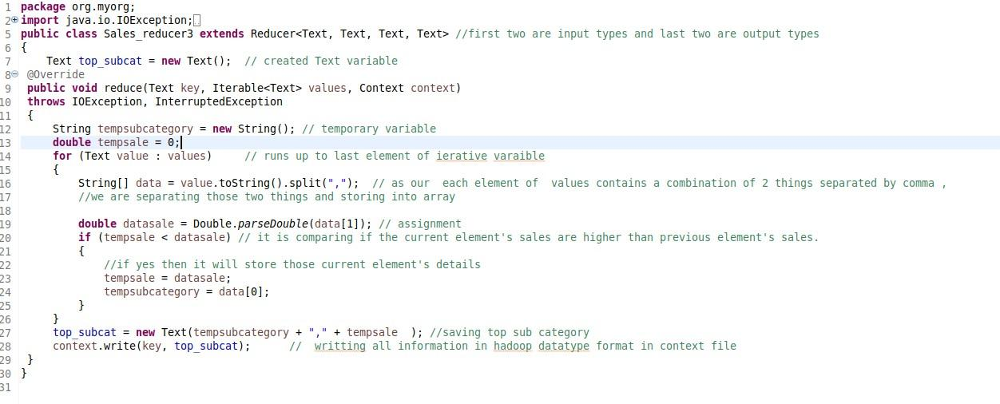 1 package org.myorg;
2 import java.io.IOException;
5 public class Sales_reducer3 extends Reducer<Text, Text, Text, Text> //first two are input types and last two are output types
6 {
7 Text top_subcat = new Text();  // created Text variable
8 @Override
9 public void reduce(Text key, Iterable<Text> values, Context context)
10 throws IOException, InterruptedException
11 {
12 String tempsubcategory = new String(); // temporary variable
13 double tempsale = 0;
14 for (Text value : values)     // runs up to last element of ierative varaible
15 {
16 String[] data = value.toString().split(",");  // as our  each element of  values contains a combination of 2 things separated by comma ,
17 //we are separating those two things and storing into array
18
19 double datasale = Double.parseDouble(data[1]); // assignment
20 if (tempsale < datasale) // it is comparing if the current element's sales are higher than previous element's sales.
21 {
22 //if yes then it will store those current element's details
23 tempsale = datasale;
24 tempsubcategory = data[0];
25 }
26 }
27 top_subcat = new Text(tempsubcategory + "," + tempsale  ); //saving top sub category
28 context.write(key, top_subcat);      //  writting all information in hadoop datatype format in context file
29 }
30 }
31